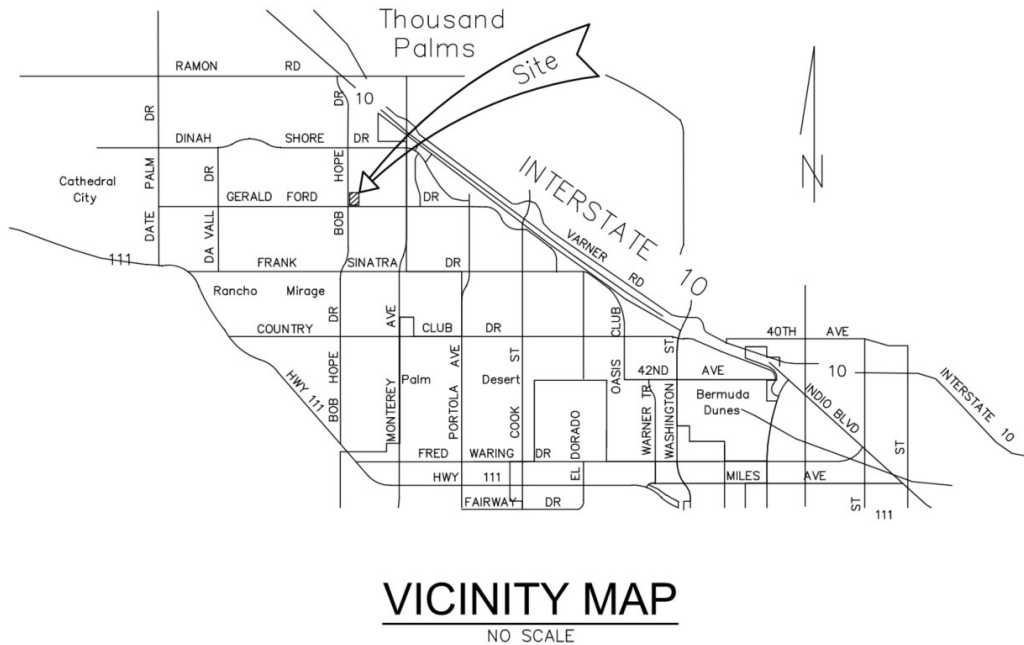 Thousand
Palms
Site
RAMON RD
10
DR
DR
DINAH SHORE DR
N
Cathedral
City
PALM
DR
HOPE
INTERSTATE 10
GERALD FORD DR
DATE
DA VALL
BOB
VARNER RD
111
FRANK SINATRA DR
Rancho Mirage
DR
AVE
CLUB
COUNTRY CLUB DR
40TH AVE
HOPE
AVE
ST
ST
10
42ND AVE
HWY 111
Palm Desert
OASIS
Bermuda
Dunes
INTERSTATE 10
BOB
MONTEREY
PORTOLA
COOK
EL DORADO
WARNER TR
WASHINGTON
INDIO BLVD
ST
FRED WARING DR
HWY 111
MILES AVE
FAIRWAY DR
ST
111
VICINITY MAP
NO SCALE